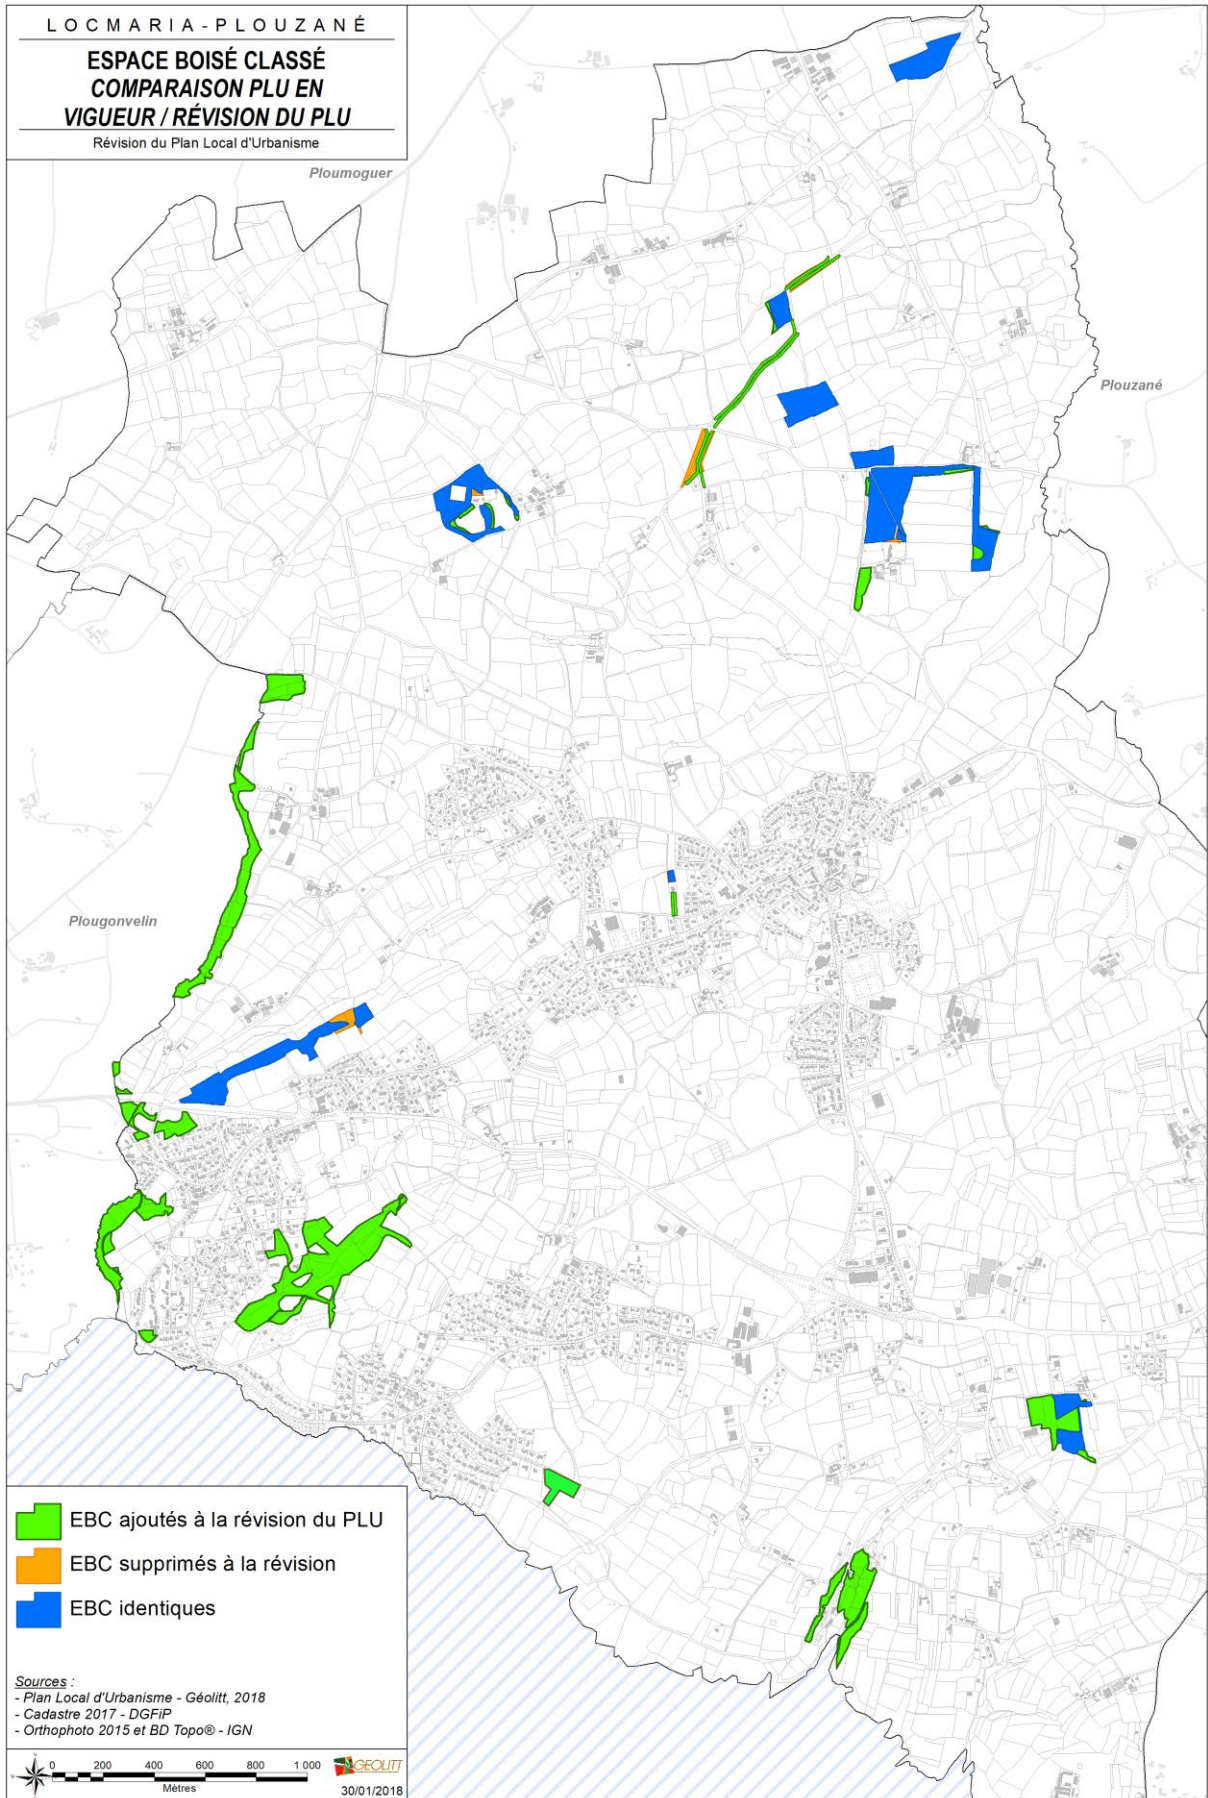 LOCMARIA-PLOUZANÉ
ESPACE BOISÉ CLASSÉ
COMPARAISON PLU EN
VIGUEUR / RÉVISION DU PLU
Révision du Plan Local d'Urbanisme
Ploumoguer
Plouzané
Plougonvelin
EBC ajoutés à la révision du PLU
EBC supprimés à la révision
EBC identiques
Sources :
- Plan Local d'Urbanisme - Géolitt, 2018
- Cadastre 2017 - DGFiP
- Orthophoto 2015 et BD Topo® - IGN
0 200 400 600 800 1 000
Mètres
GEOLITT
30/01/2018